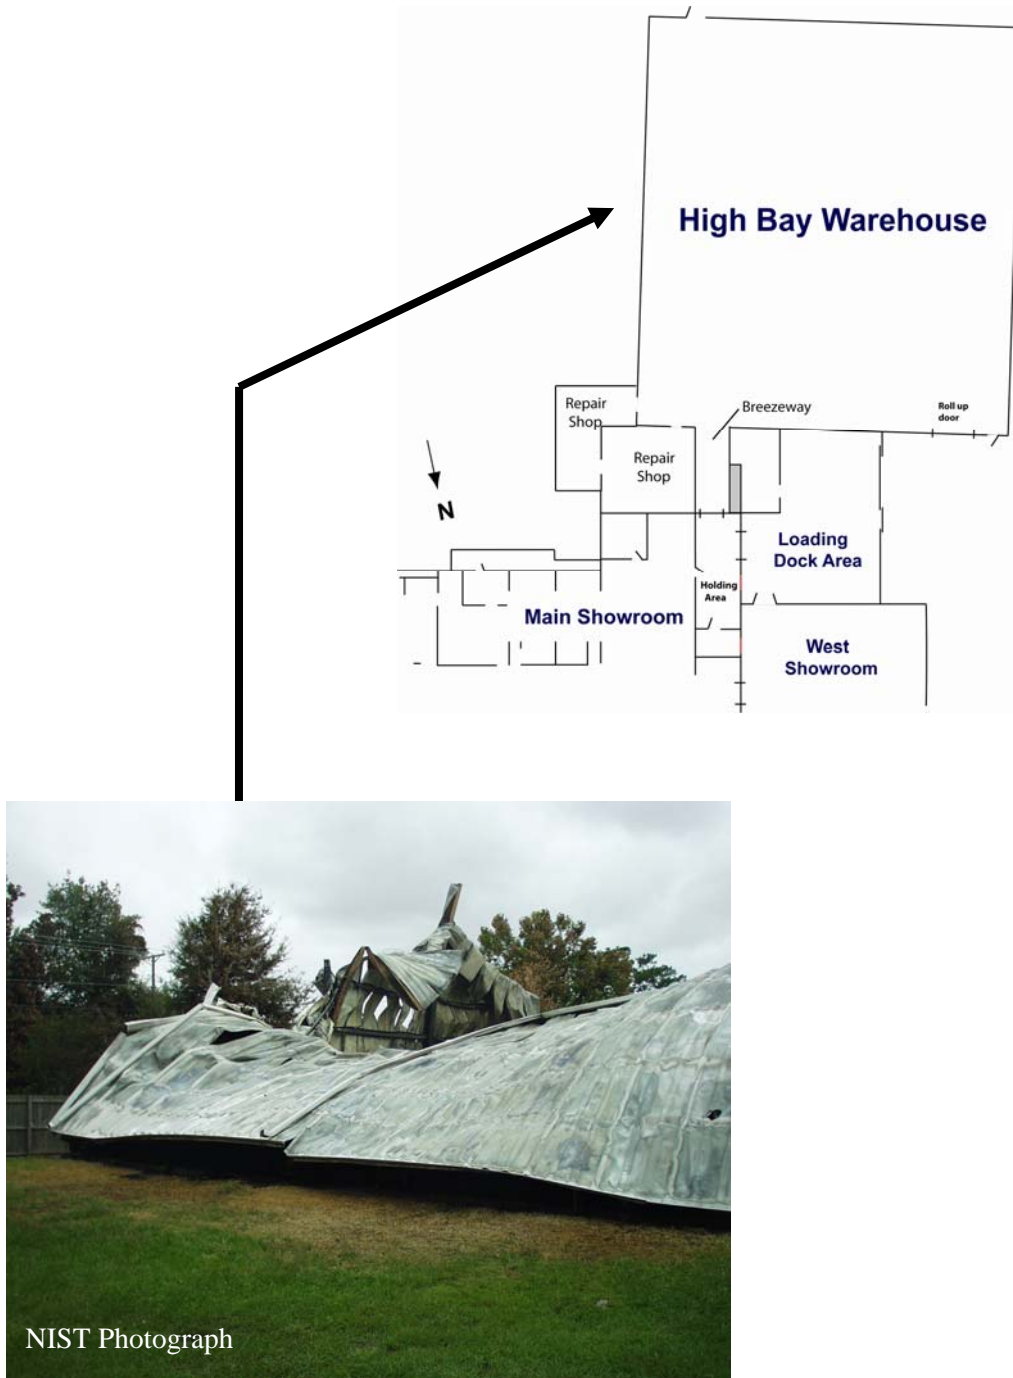 High Bay Warehouse
Repair
Shop
Breezeway
Roll up
door
Repair
Shop
N
Loading
Dock Area
Holding
Area
Main Showroom
West
Showroom
NIST Photograph